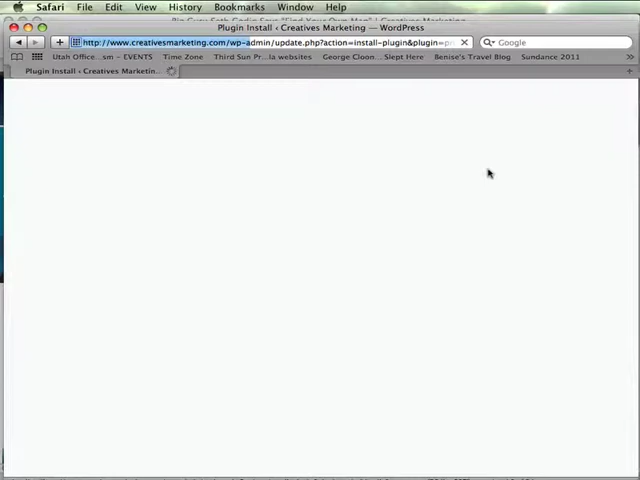 Safari File Edit View History Bookmarks Window Help
Plugin Install ‹ Creatives Marketing — WordPress
http://www.creativesmarketing.com/wp-admin/update.php?action=install-plugin&plugin=
Google
Utah Office...sm – EVENTS Time Zone Third Sun Pr...la websites George Cloon... Slept Here Benise's Travel Blog Sundance 2011 »
Plugin Install ‹ Creatives Marketin...